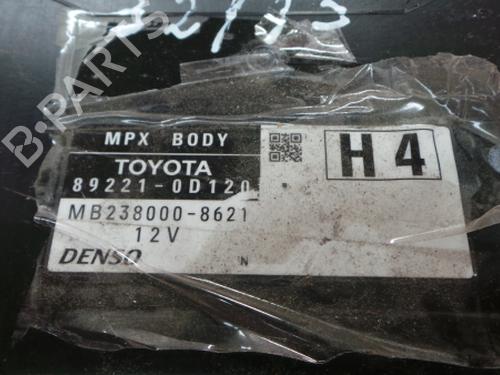 MPX BODY
TOYOTA
89221-0D120
MB238000-8621
12V
DENSO
N
H4
B-PARTS